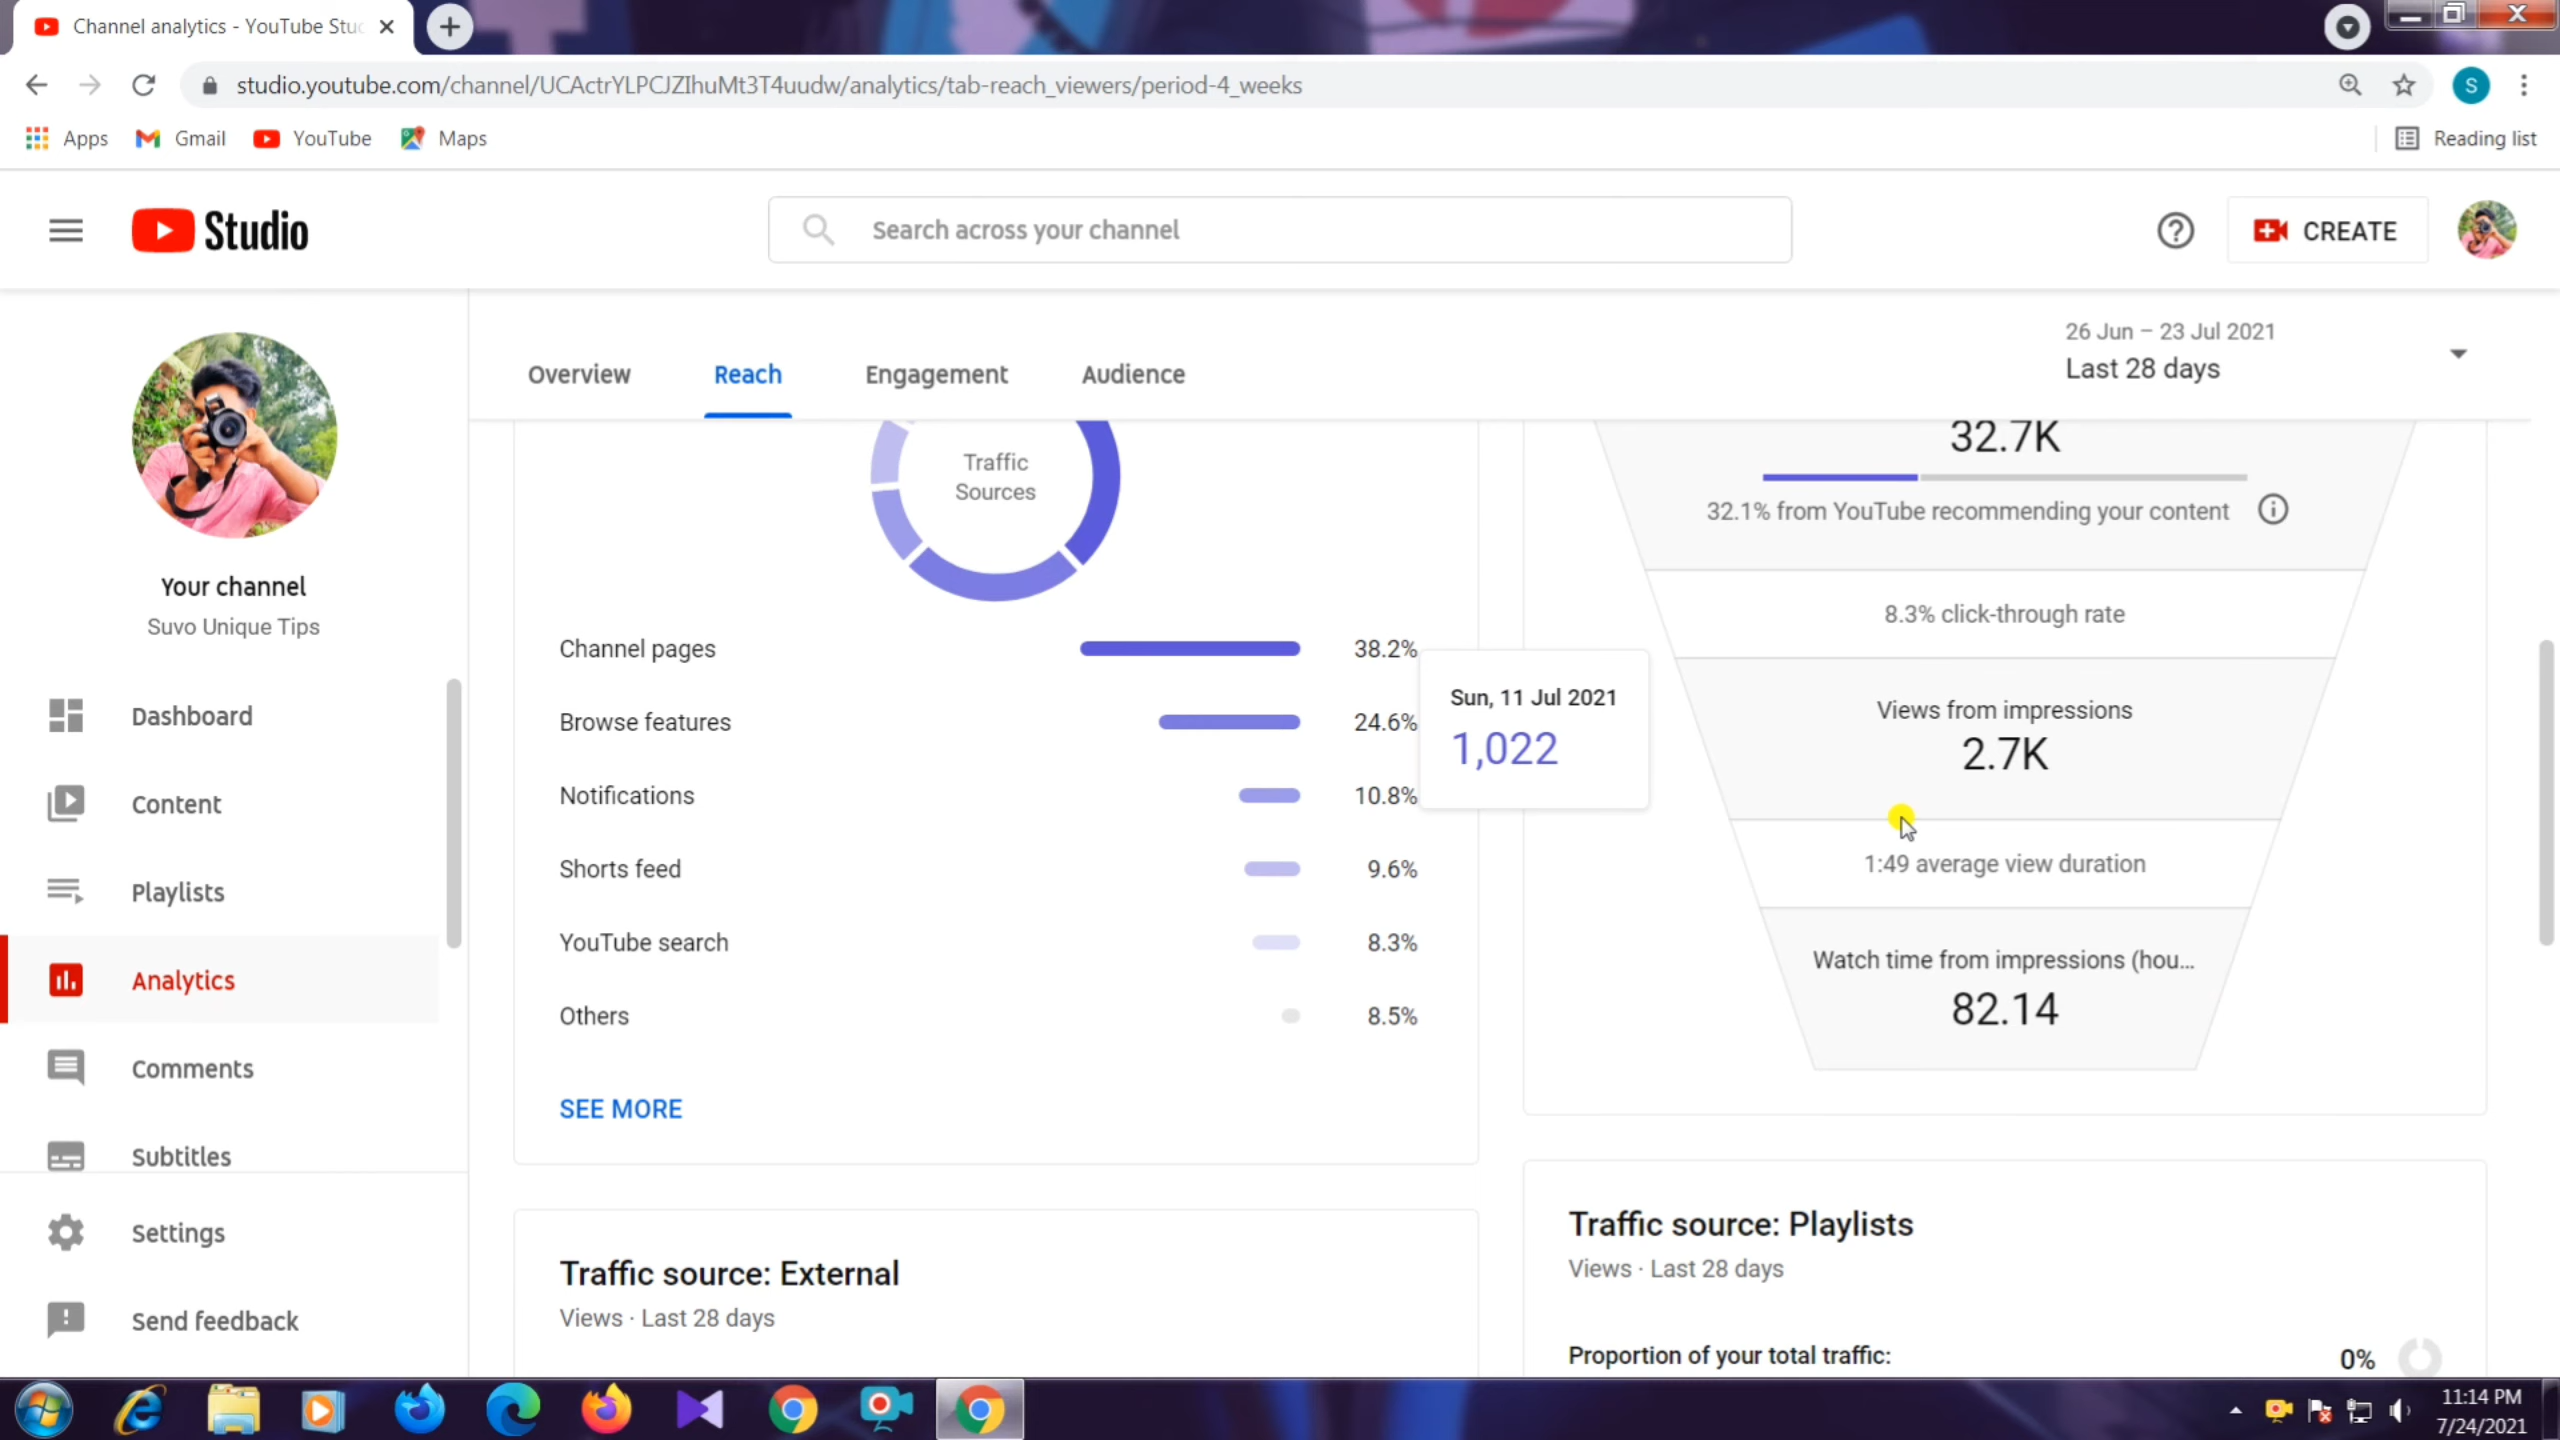 Channel analytics - YouTube Stud
studio.youtube.com/channel/UCActrYLPCJZIhuMt3T4uudw/analytics/tab-reach_viewers/period-4_weeks
S
Apps
Gmail
YouTube
Maps
Reading list
Studio
Search across your channel
CREATE
Your channel
Suvo Unique Tips
Dashboard
Content
Playlists
Analytics
Comments
Subtitles
Settings
Send feedback
Overview
Reach
Engagement
Audience
26 Jun – 23 Jul 2021
Last 28 days
Traffic
Sources
Channel pages 38.2%
Browse features 24.6%
Notifications 10.8%
Shorts feed 9.6%
YouTube search 8.3%
Others 8.5%
SEE MORE
Sun, 11 Jul 2021
1,022
32.7K
32.1% from YouTube recommending your content
8.3% click-through rate
Views from impressions
2.7K
1:49 average view duration
Watch time from impressions (hou...
82.14
Traffic source: External
Views · Last 28 days
Traffic source: Playlists
Views · Last 28 days
Proportion of your total traffic: 0%
11:14 PM
7/24/2021